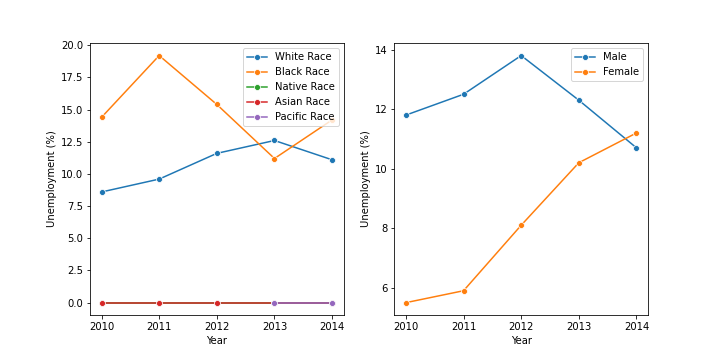 20.0
17.5
15.0
12.5
10.0
7.5
5.0
2.5
0.0
Unemployment (%)
2010 2011 2012 2013 2014
Year
White Race
Black Race
Native Race
Asian Race
Pacific Race
14
12
10
8
6
Unemployment (%)
2010 2011 2012 2013 2014
Year
Male
Female